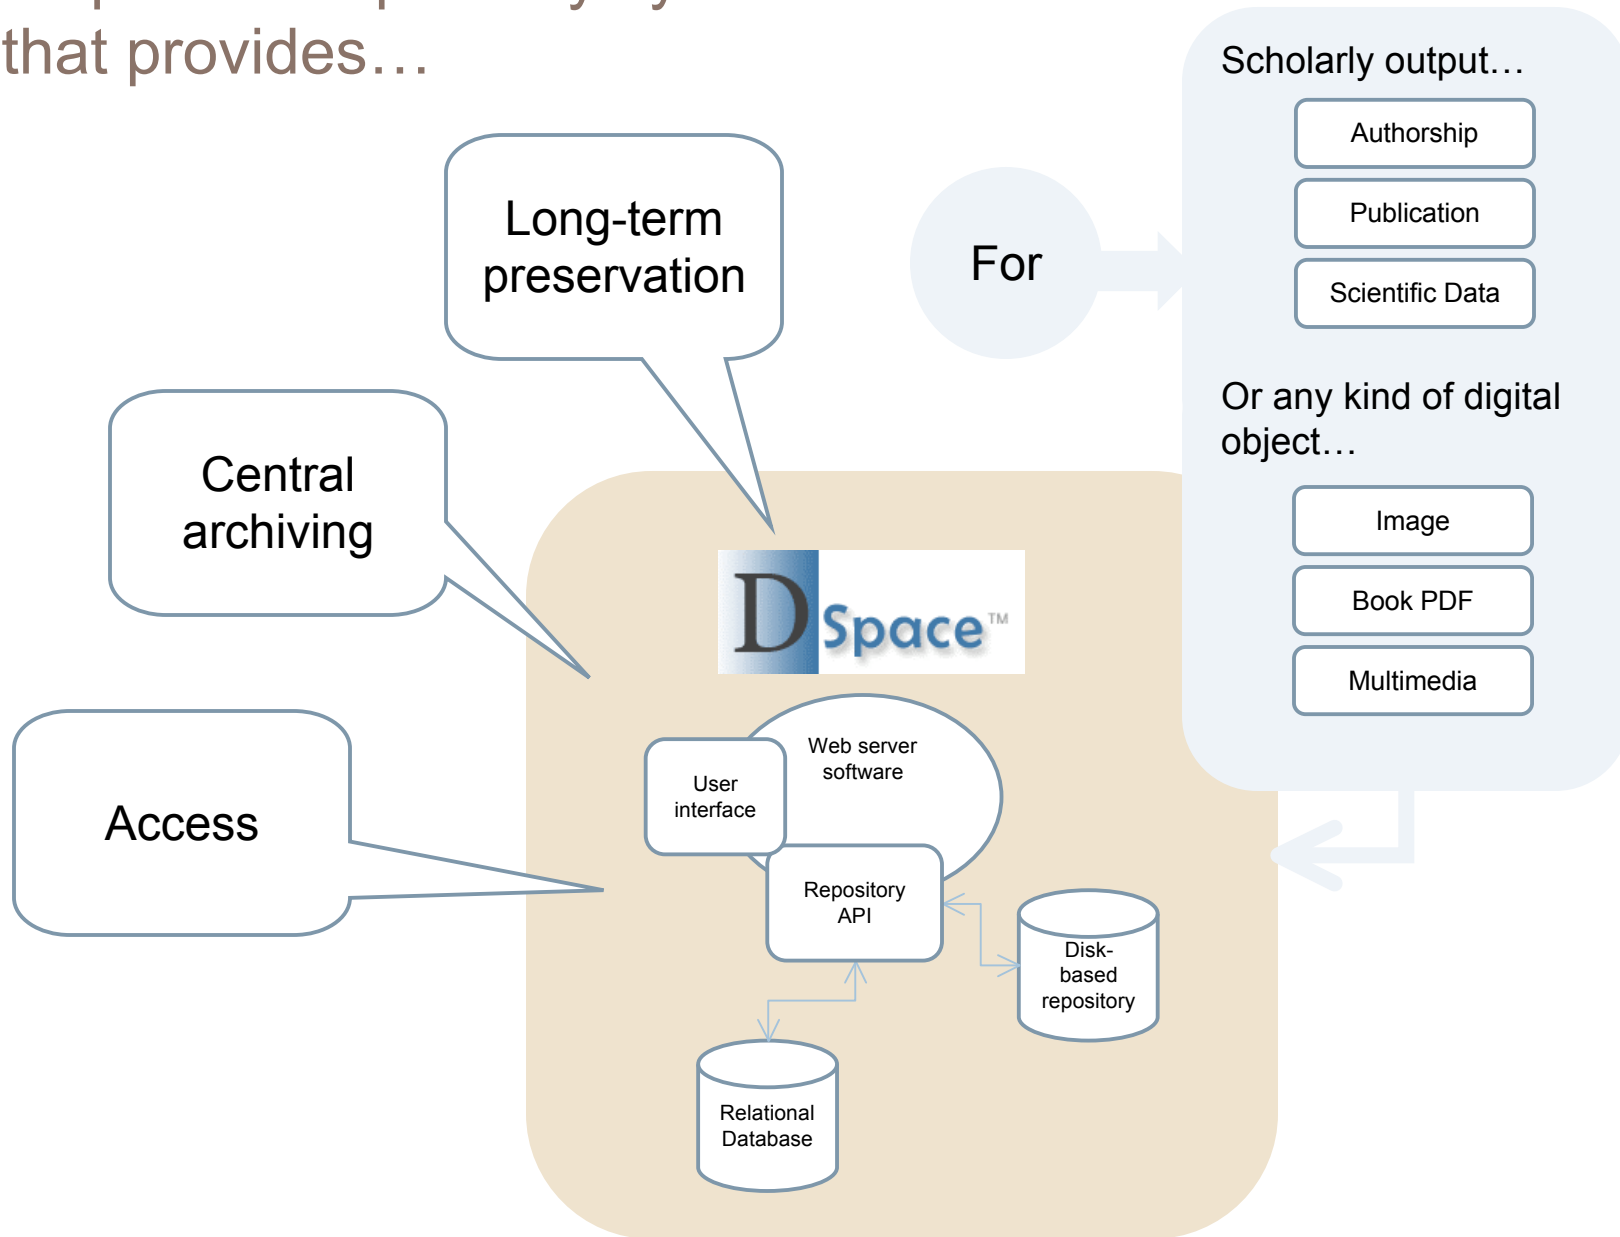 that provides…
Scholarly output…
Authorship
Publication
Scientific Data
For
Or any kind of digital
object…
Image
Book PDF
Multimedia
Long-term
preservation
Central
archiving
Access
DSpace™
Web server
software
User
interface
Repository
API
Disk-
based
repository
Relational
Database